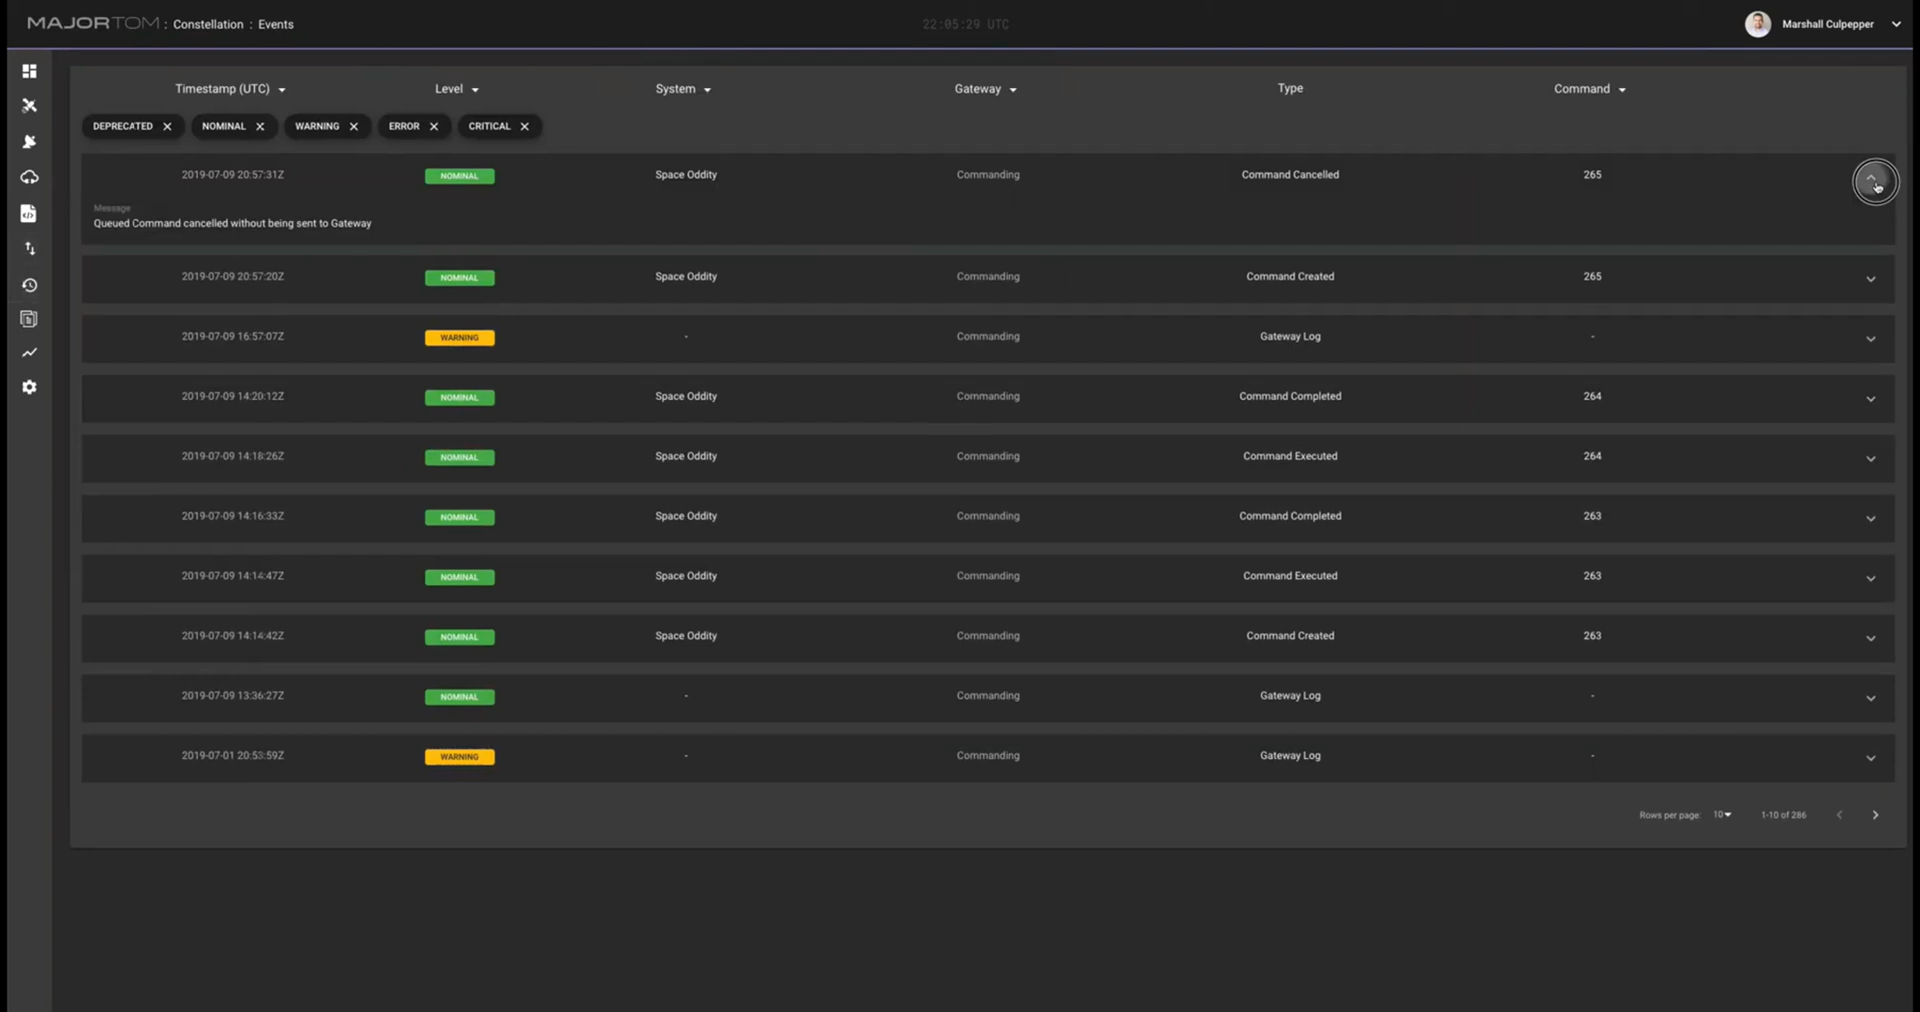 MAJORTOM : Constellation : Events
22:05:29 UTC
Marshall Culpepper
Timestamp (UTC) Level System Gateway Type Command
DEPRECATED NOMINAL WARNING ERROR CRITICAL
2019-07-09 20:57:31Z NOMINAL Space Oddity Commanding Command Cancelled 265
Message
Queued Command cancelled without being sent to Gateway
2019-07-09 20:57:20Z NOMINAL Space Oddity Commanding Command Created 265
2019-07-09 16:57:07Z WARNING - Commanding Gateway Log -
2019-07-09 14:20:12Z NOMINAL Space Oddity Commanding Command Completed 264
2019-07-09 14:18:26Z NOMINAL Space Oddity Commanding Command Executed 264
2019-07-09 14:16:33Z NOMINAL Space Oddity Commanding Command Completed 263
2019-07-09 14:14:47Z NOMINAL Space Oddity Commanding Command Executed 263
2019-07-09 14:14:42Z NOMINAL Space Oddity Commanding Command Created 263
2019-07-09 13:36:27Z NOMINAL - Commanding Gateway Log -
2019-07-01 20:53:59Z WARNING - Commanding Gateway Log -
Rows per page: 10 1-10 of 286